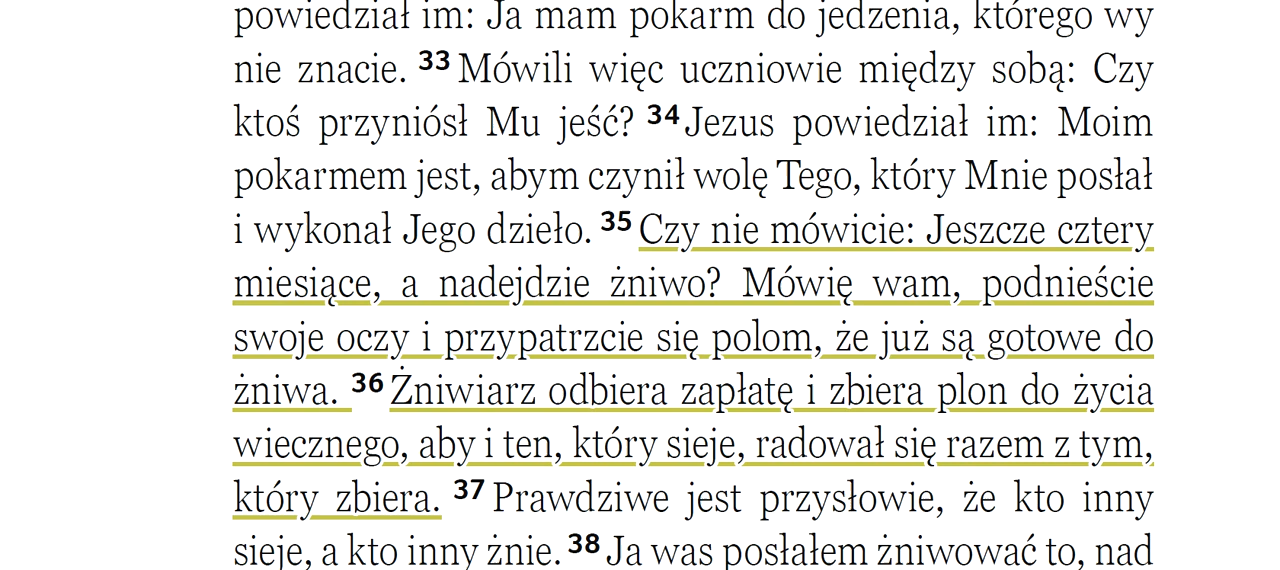 powiedział im: Ja mam pokarm do jedzenia, którego wy
nie znacie. 33 Mówili więc uczniowie między sobą: Czy
ktoś przyniósł Mu jeść? 34 Jezus powiedział im: Moim
pokarmem jest, abym czynił wolę Tego, który Mnie posłał
i wykonał Jego dzieło. 35 Czy nie mówicie: Jeszcze cztery
miesiące, a nadejdzie żniwo? Mówię wam, podnieście
swoje oczy i przypatrzcie się polom, że już są gotowe do
żniwa. 36 Żniwiarz odbiera zapłatę i zbiera plon do życia
wiecznego, aby i ten, który sieje, radował się razem z tym,
który zbiera. 37 Prawdziwe jest przysłowie, że kto inny
sieje, a kto inny żnie. 38 Ja was posłałem żniwować to, nad